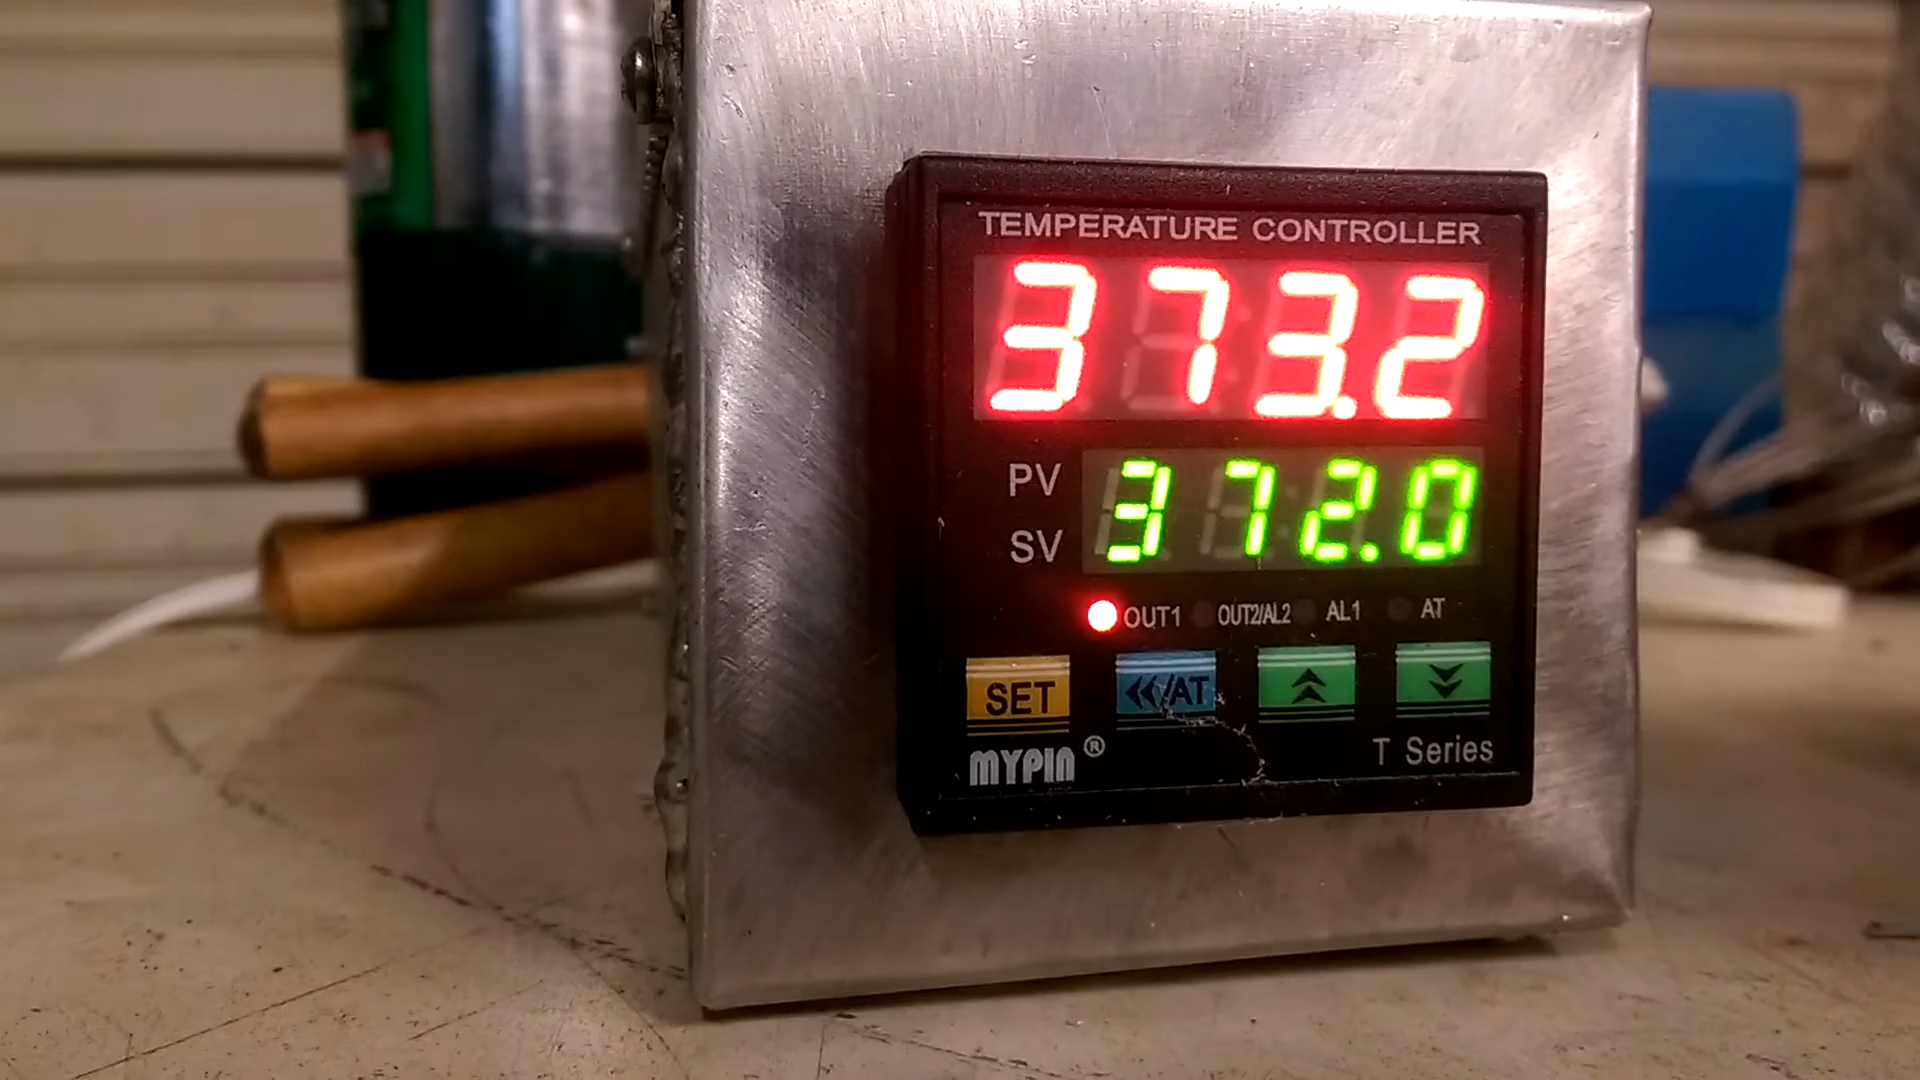 TEMPERATURE CONTROLLER
373.2
PV
372.0
SV
OUT1 OUT2/AL2 AL1 AT
SET /AT
MYPIN®
T Series